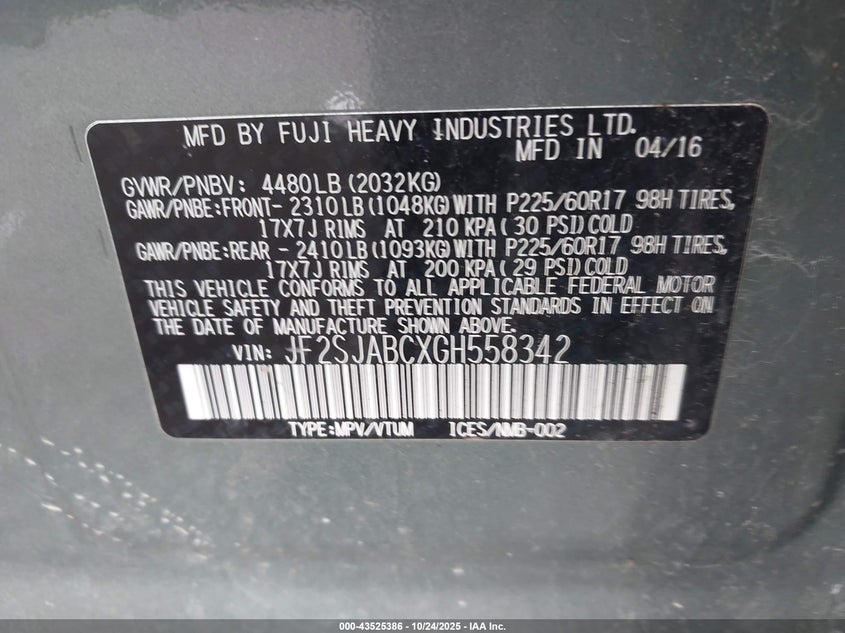 MFD BY FUJI HEAVY INDUSTRIES LTD.
MFD IN 04/16
GVWR/PNBV: 4480LB (2032KG)
GAWR/PNBE:FRONT- 2310LB (1048KG) WITH P225/60R17 98H TIRES,
17X7J RIMS AT 210 KPA (30 PSI) COLD
GAWR/PNBE:REAR - 2410LB (1093KG) WITH P225/60R17 98H TIRES,
17X7J RIMS AT 200 KPA (29 PSI) COLD
THIS VEHICLE CONFORMS TO ALL APPLICABLE FEDERAL MOTOR
VEHICLE SAFETY AND THEFT PREVENTION STANDARDS IN EFFECT ON
THE DATE OF MANUFACTURE SHOWN ABOVE.
VIN: JF2SJABCXGH558342
TYPE:MPV/VTUM ICES/NMB-002
000-43525386 - 10/24/2025 - IAA Inc.